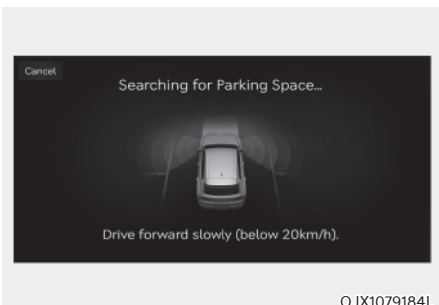 Cancel
Searching for Parking Space...
Drive forward slowly (below 20km/h).
OJX1079184L